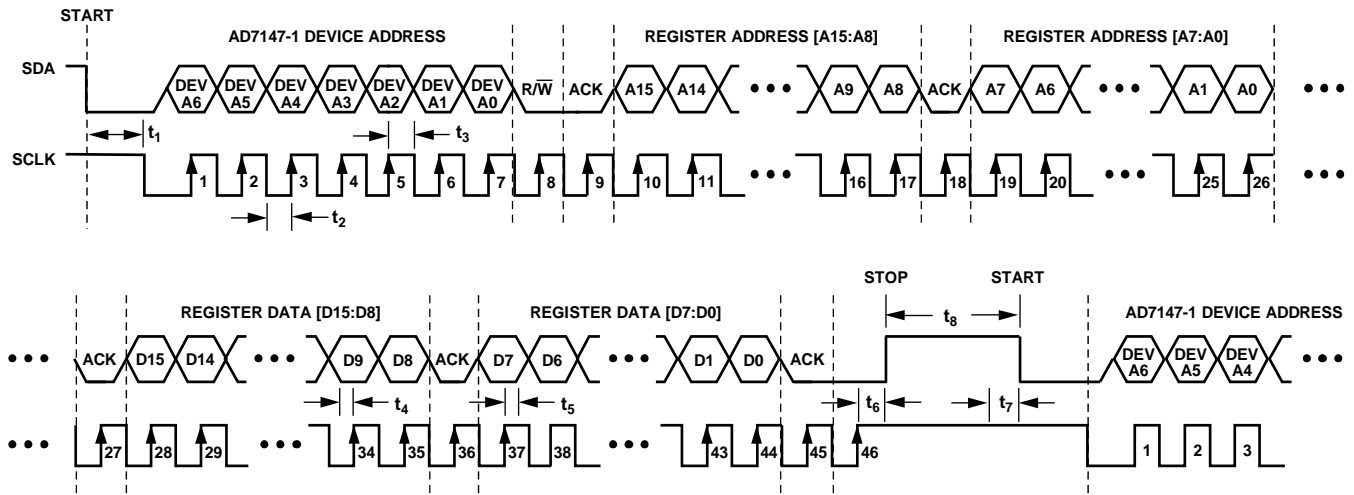 START
AD7147-1 DEVICE ADDRESS REGISTER ADDRESS [A15:A8] REGISTER ADDRESS [A7:A0]
SDA DEV A6 DEV A5 DEV A4 DEV A3 DEV A2 DEV A1 DEV A0 R/W̅ ACK A15 A14 A9 A8 ACK A7 A6 A1 A0
t1 t3
SCLK 1 2 3 4 5 6 7 8 9 10 11 16 17 18 19 20 25 26
t2
STOP START
REGISTER DATA [D15:D8] REGISTER DATA [D7:D0] t8 AD7147-1 DEVICE ADDRESS
ACK D15 D14 D9 D8 ACK D7 D6 D1 D0 ACK DEV A6 DEV A5 DEV A4
t4 t5 t6 t7
27 28 29 34 35 36 37 38 43 44 45 46 1 2 3